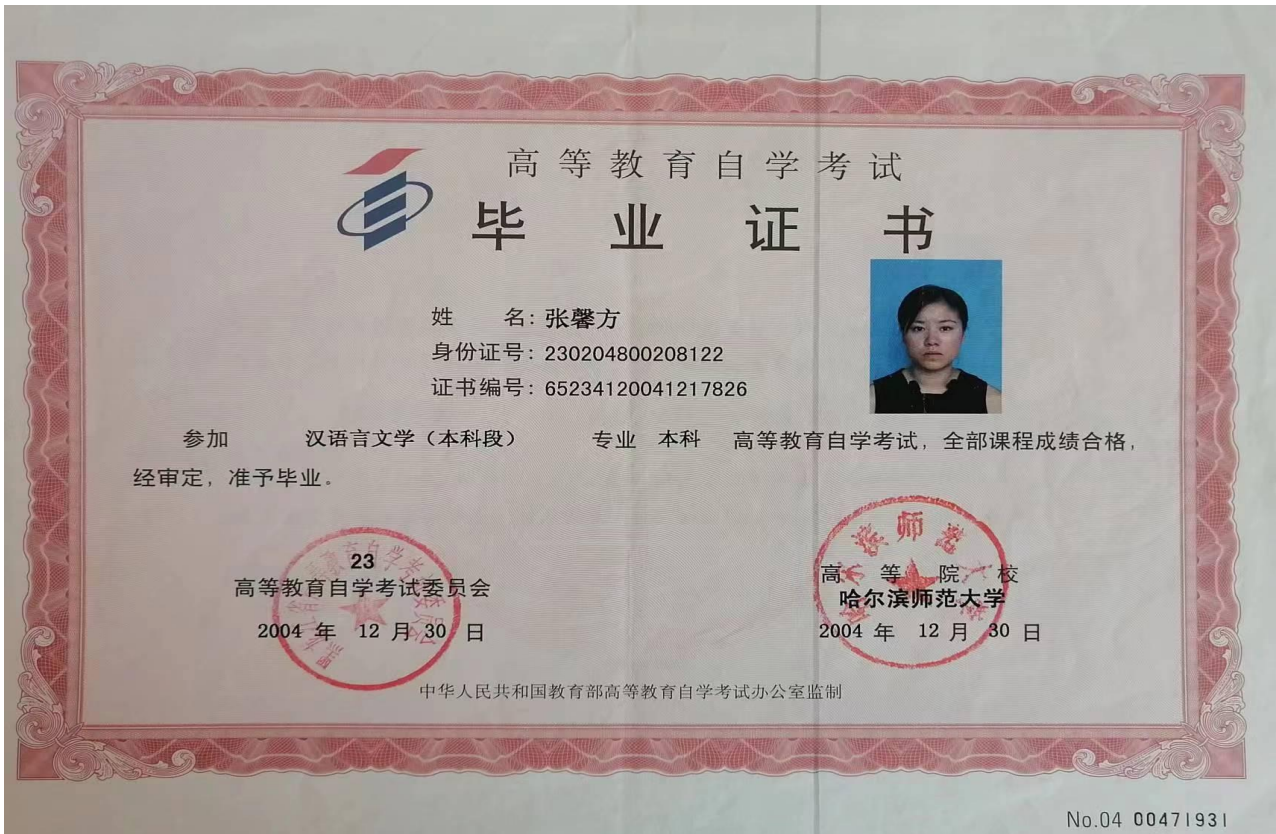 高等教育自学考试
毕业证书
姓 名：张馨方
身份证号：230204800208122
证书编号：65234120041217826
参加 汉语言文学（本科段） 专业 本科 高等教育自学考试，全部课程成绩合格，
经审定，准予毕业。
23
高等教育自学考试委员会
2004 年 12 月 30 日
高等院校
哈尔滨师范大学
2004 年 12 月 30 日
中华人民共和国教育部高等教育自学考试办公室监制
No.04 00471931